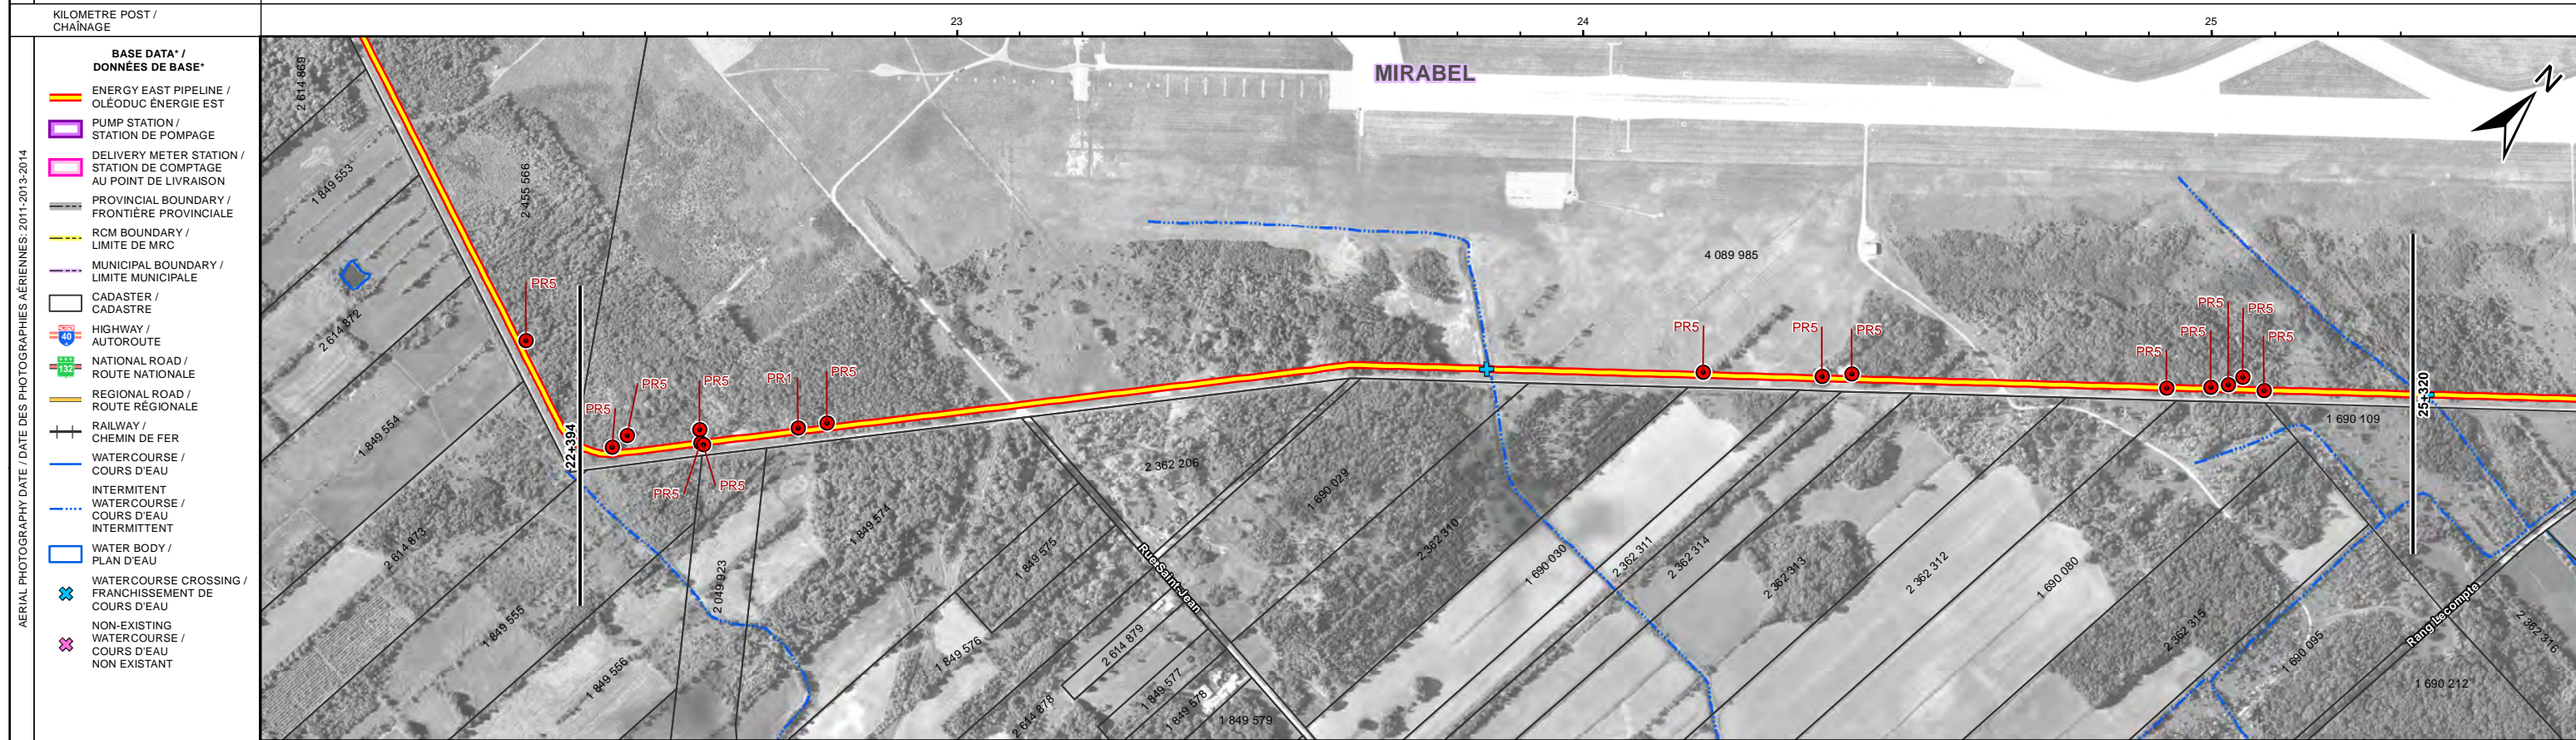 KILOMETRE POST /
CHAÎNAGE
23
24
25
AERIAL PHOTOGRAPHY DATE / DATE DES PHOTOGRAPHIES AÉRIENNES: 2011-2013-2014
BASE DATA* /
DONNÉES DE BASE*
ENERGY EAST PIPELINE /
OLÉODUC ÉNERGIE EST
PUMP STATION /
STATION DE POMPAGE
DELIVERY METER STATION /
STATION DE COMPTAGE
AU POINT DE LIVRAISON
PROVINCIAL BOUNDARY /
FRONTIÈRE PROVINCIALE
RCM BOUNDARY /
LIMITE DE MRC
MUNICIPAL BOUNDARY /
LIMITE MUNICIPALE
CADASTER /
CADASTRE
40
HIGHWAY /
AUTOROUTE
132
NATIONAL ROAD /
ROUTE NATIONALE
REGIONAL ROAD /
ROUTE RÉGIONALE
RAILWAY /
CHEMIN DE FER
WATERCOURSE /
COURS D'EAU
INTERMITENT
WATERCOURSE /
COURS D'EAU
INTERMITTENT
WATER BODY /
PLAN D'EAU
WATERCOURSE CROSSING /
FRANCHISSEMENT DE
COURS D'EAU
NON-EXISTING
WATERCOURSE /
COURS D'EAU
NON EXISTANT
MIRABEL
N
2 614 869
1 849 553
2 455 566
2 614 872
1 849 554
2 614 873
1 849 555
1 849 556
2 049 923
1 849 574
1 849 575
1 849 576
2 614 879
2 614 878
1 849 577
1 849 578
1 849 579
2 362 206
1 690 029
2 362 310
1 690 030
2 362 311
2 362 314
2 362 313
2 362 312
1 690 080
2 362 315
1 690 095
1 690 109
2 362 316
1 690 212
4 089 985
Rue Saint-Jean
Rang Lecompte
22+394
25+320
PR5
PR5
PR5
PR5
PR1
PR5
PR5
PR5
PR5
PR5
PR5
PR5
PR5
PR5
PR5
PR5